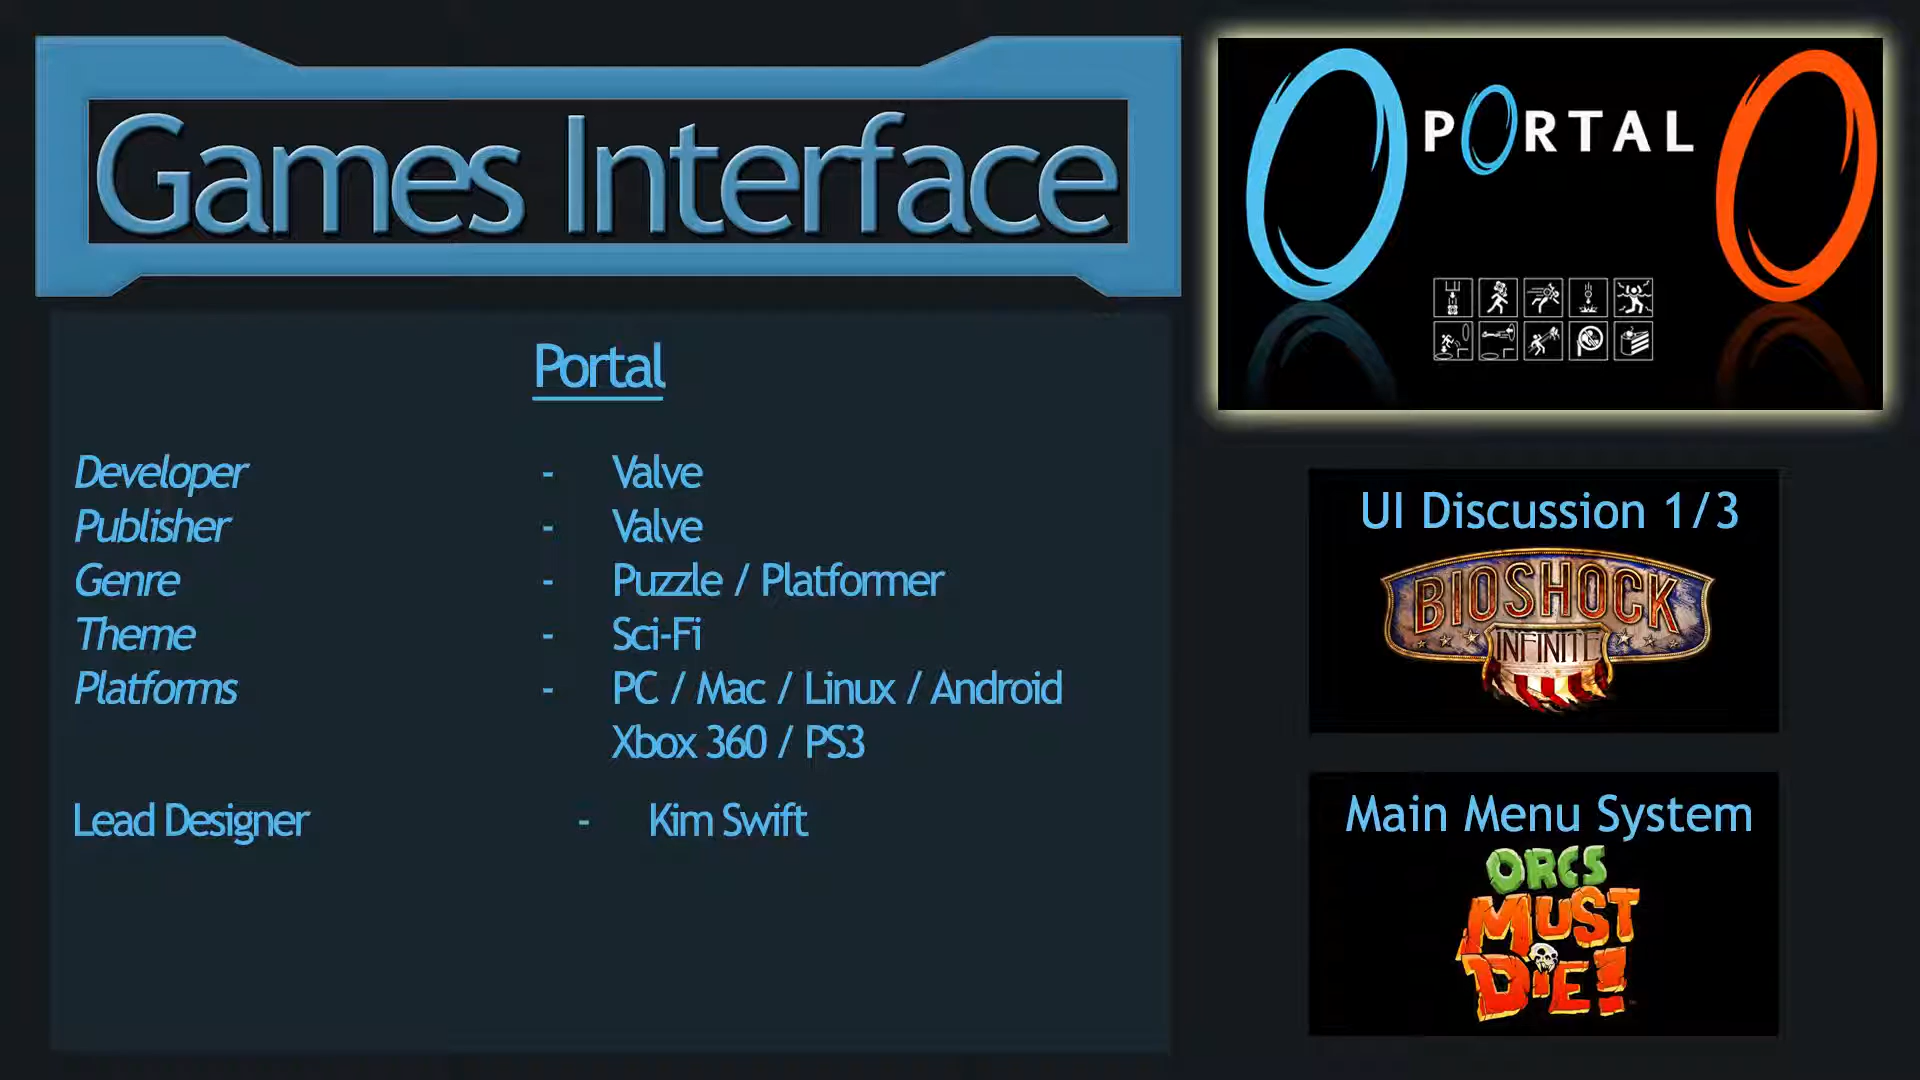 Games Interface
PORTAL
Portal
Developer - Valve
Publisher - Valve
Genre - Puzzle / Platformer
Theme - Sci-Fi
Platforms - PC / Mac / Linux / Android
Xbox 360 / PS3
Lead Designer - Kim Swift
UI Discussion 1/3
BIOSHOCK
INFINITE
Main Menu System
ORCS
MUST
DIE!